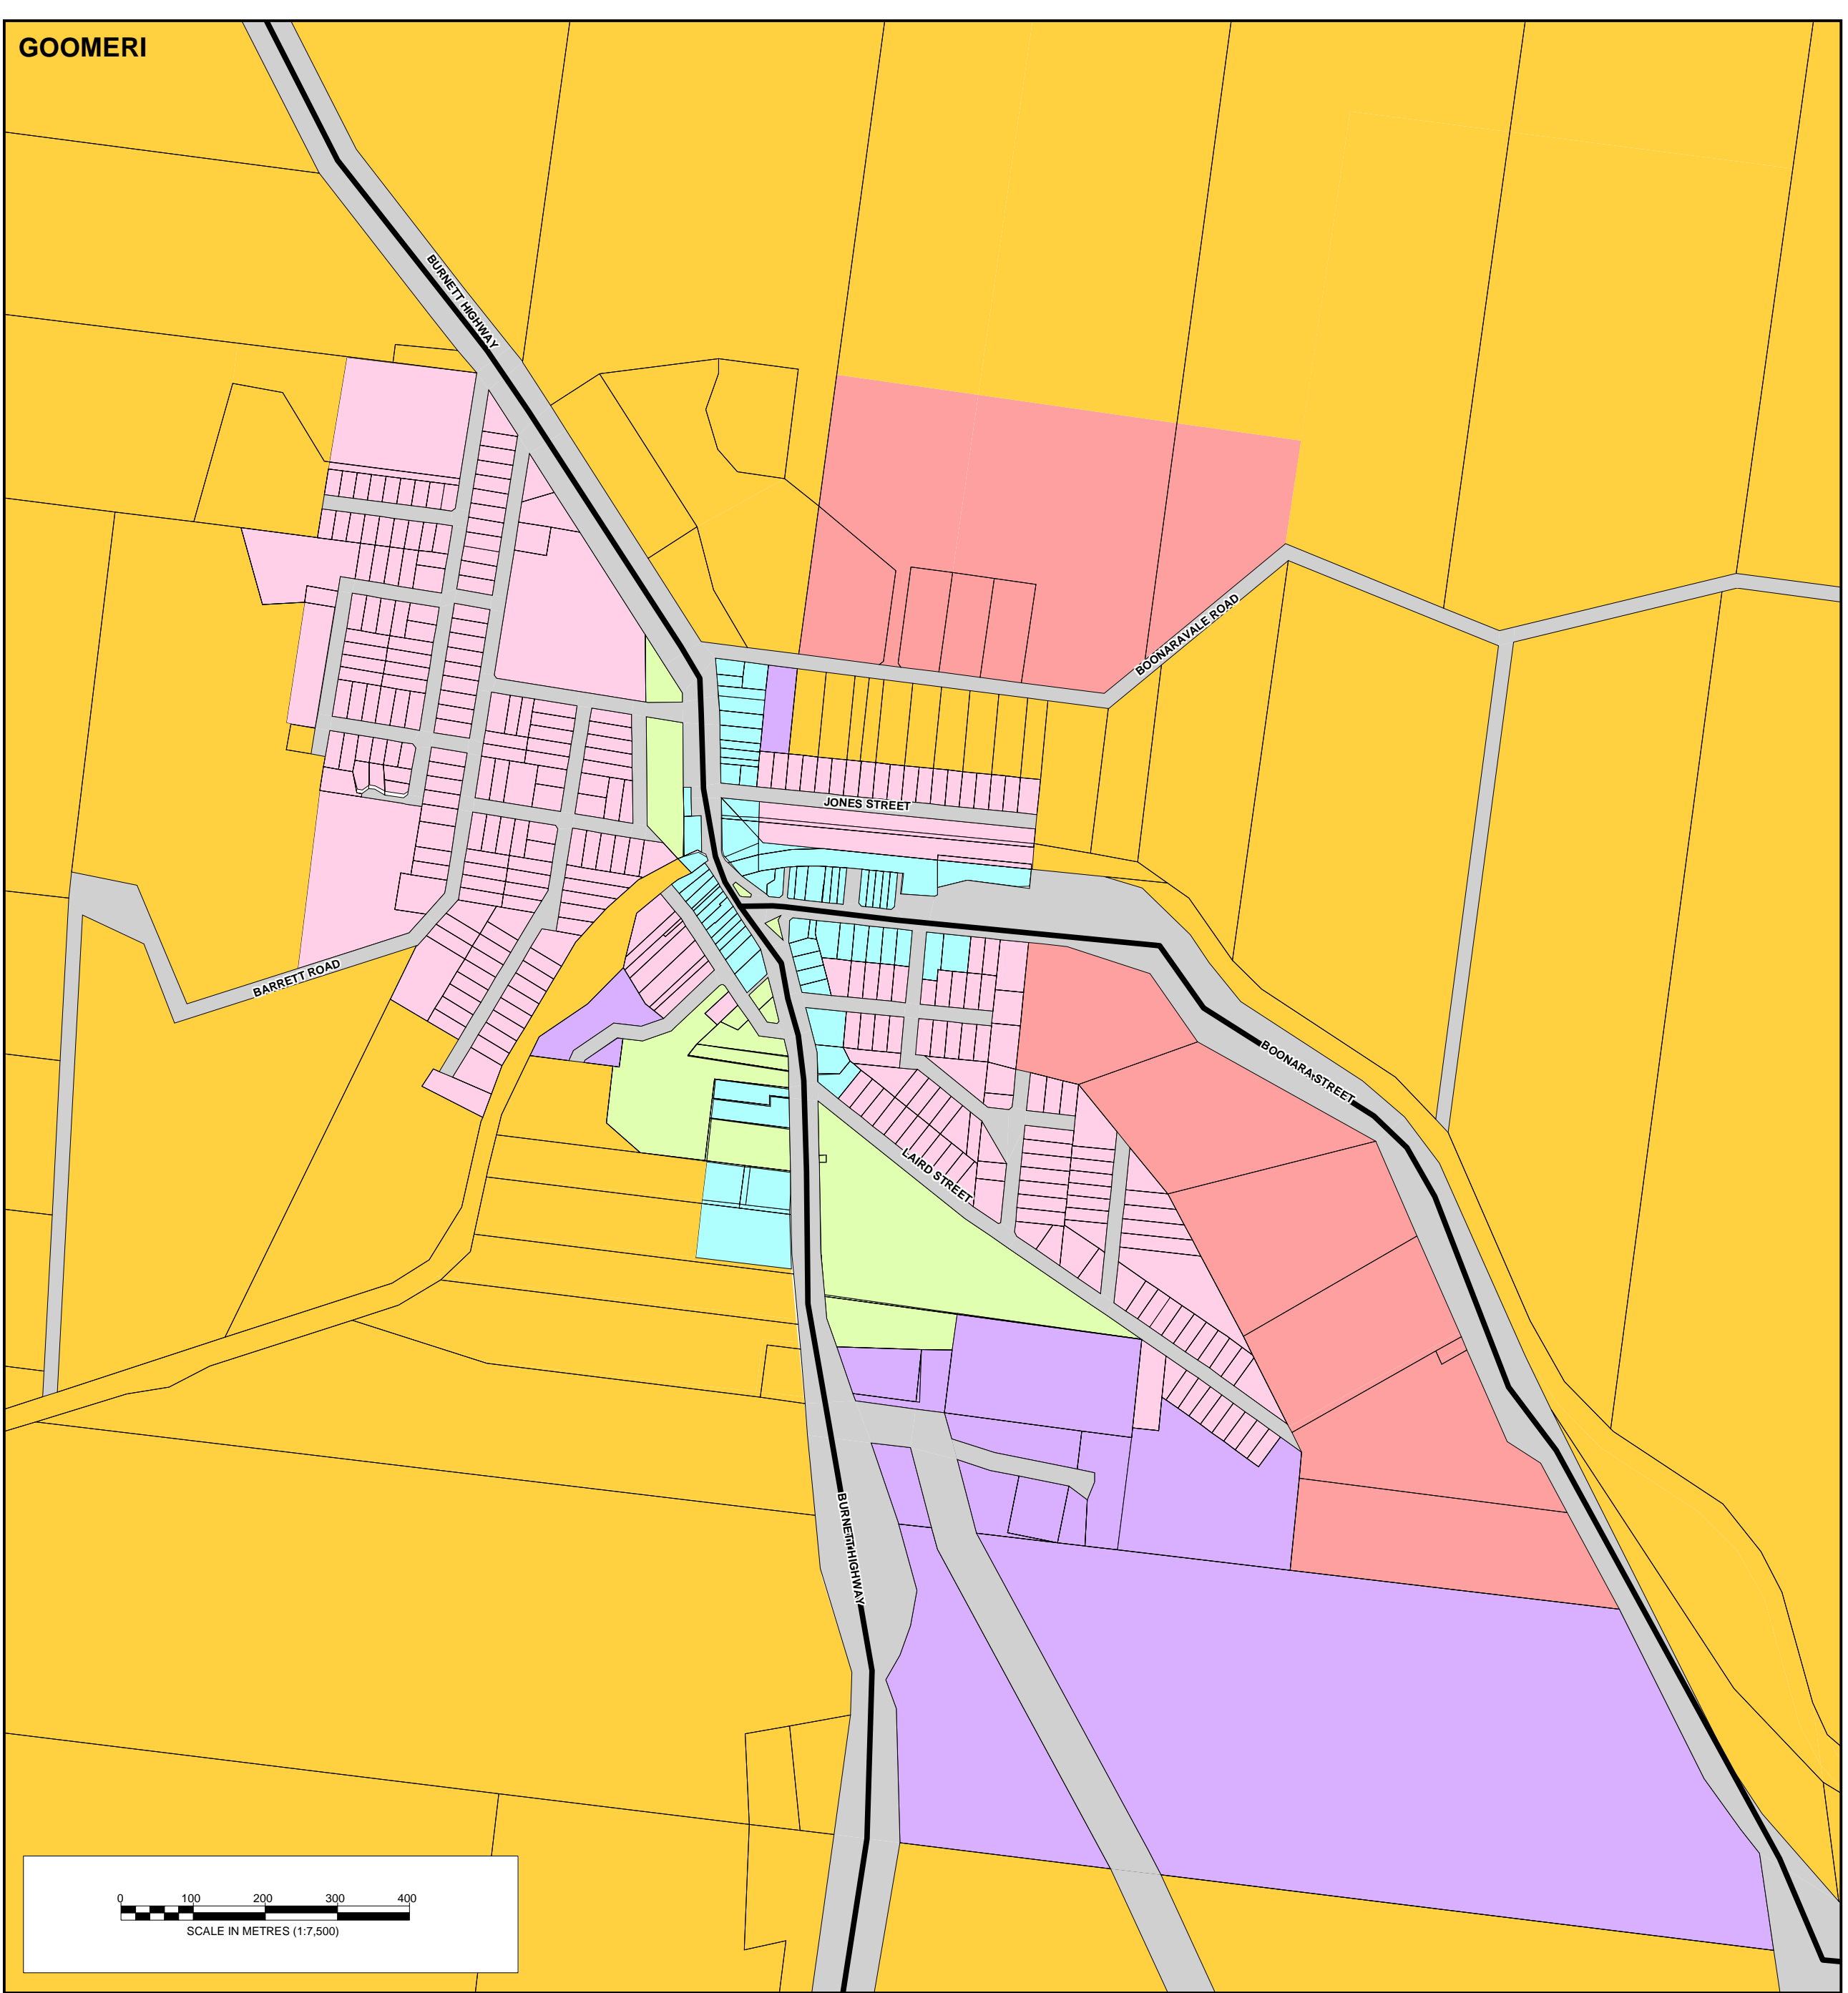 GOOMERI
BURNETT HIGHWAY
BOONARAVALE ROAD
JONES STREET
BARRETT ROAD
BOONARA STREET
LAIRD STREET
BURNETT HIGHWAY
0 100 200 300 400
SCALE IN METRES (1:7,500)